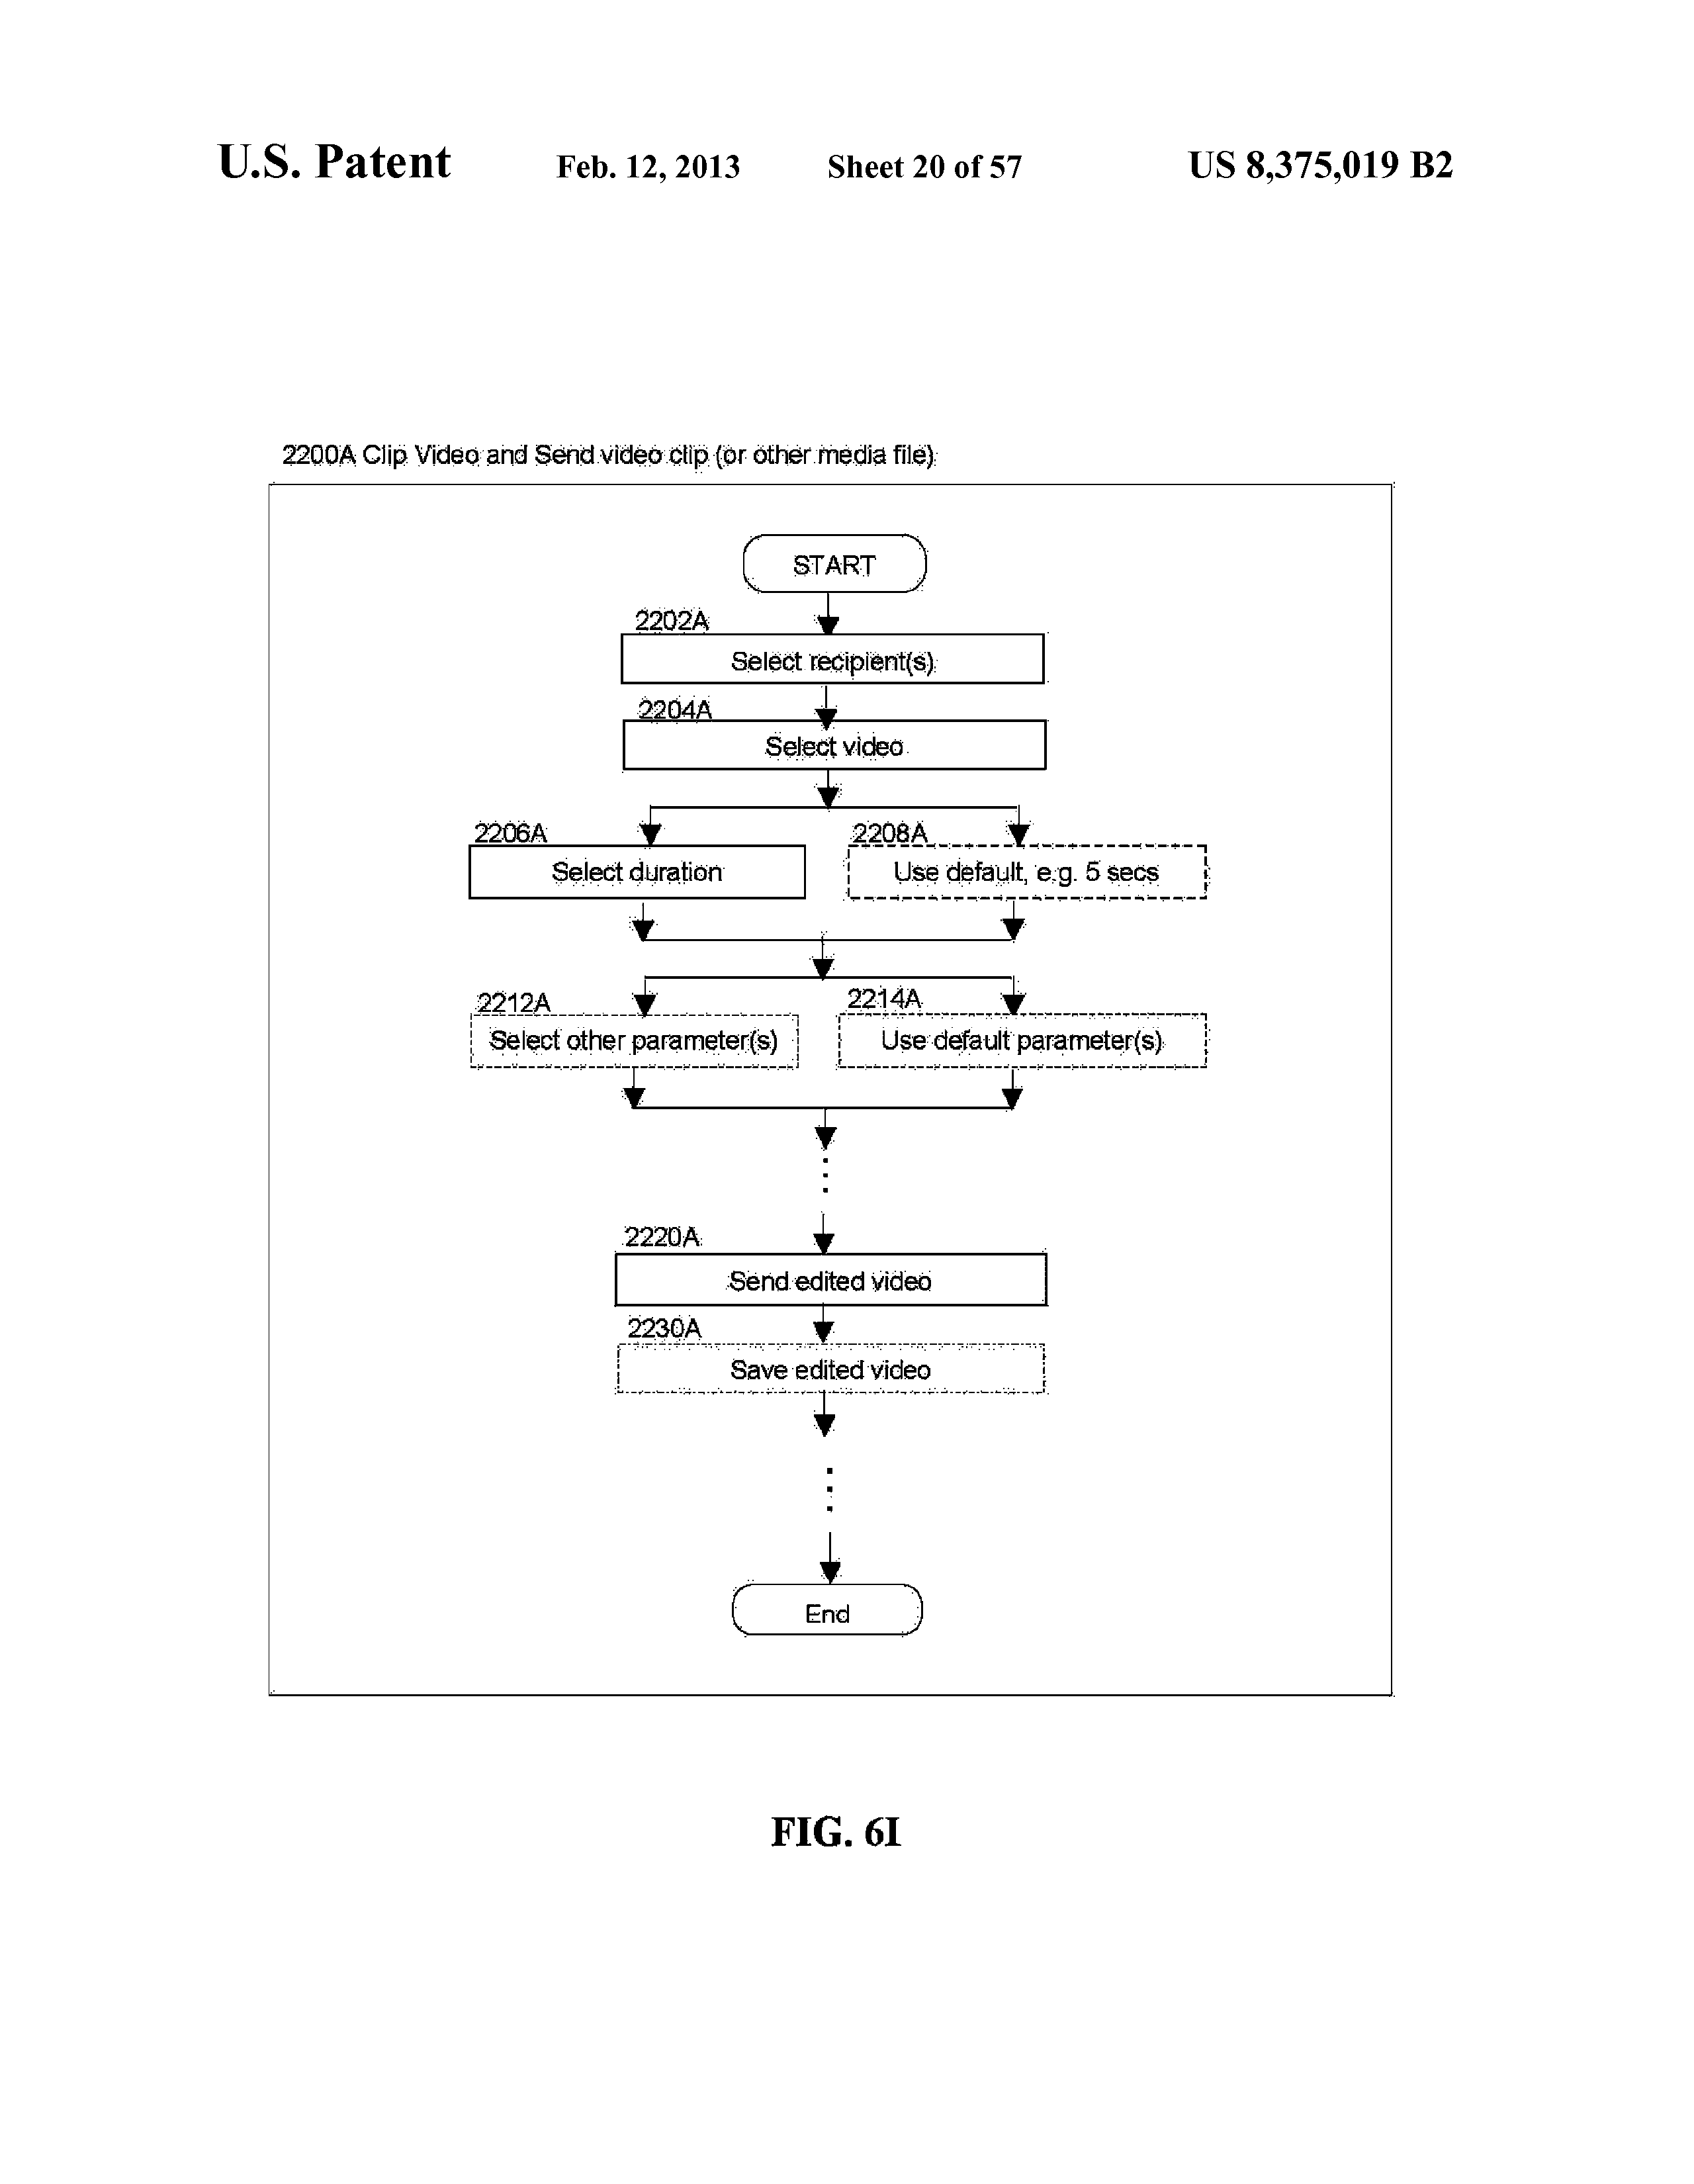 U.S. Patent Feb. 12, 2013 Sheet 20 of 57 US 8,375,019 B2
2200A Clip Video and Send video clip (or other media file)
START
2202A
Select recipient(s)
2204A
Select video
2206A 2208A
Select duration Use default, e.g. 5 secs
2212A 2214A
Select other parameter(s) Use default parameter(s)
2220A
Send edited video
2230A
Save edited video
End
FIG. 6I